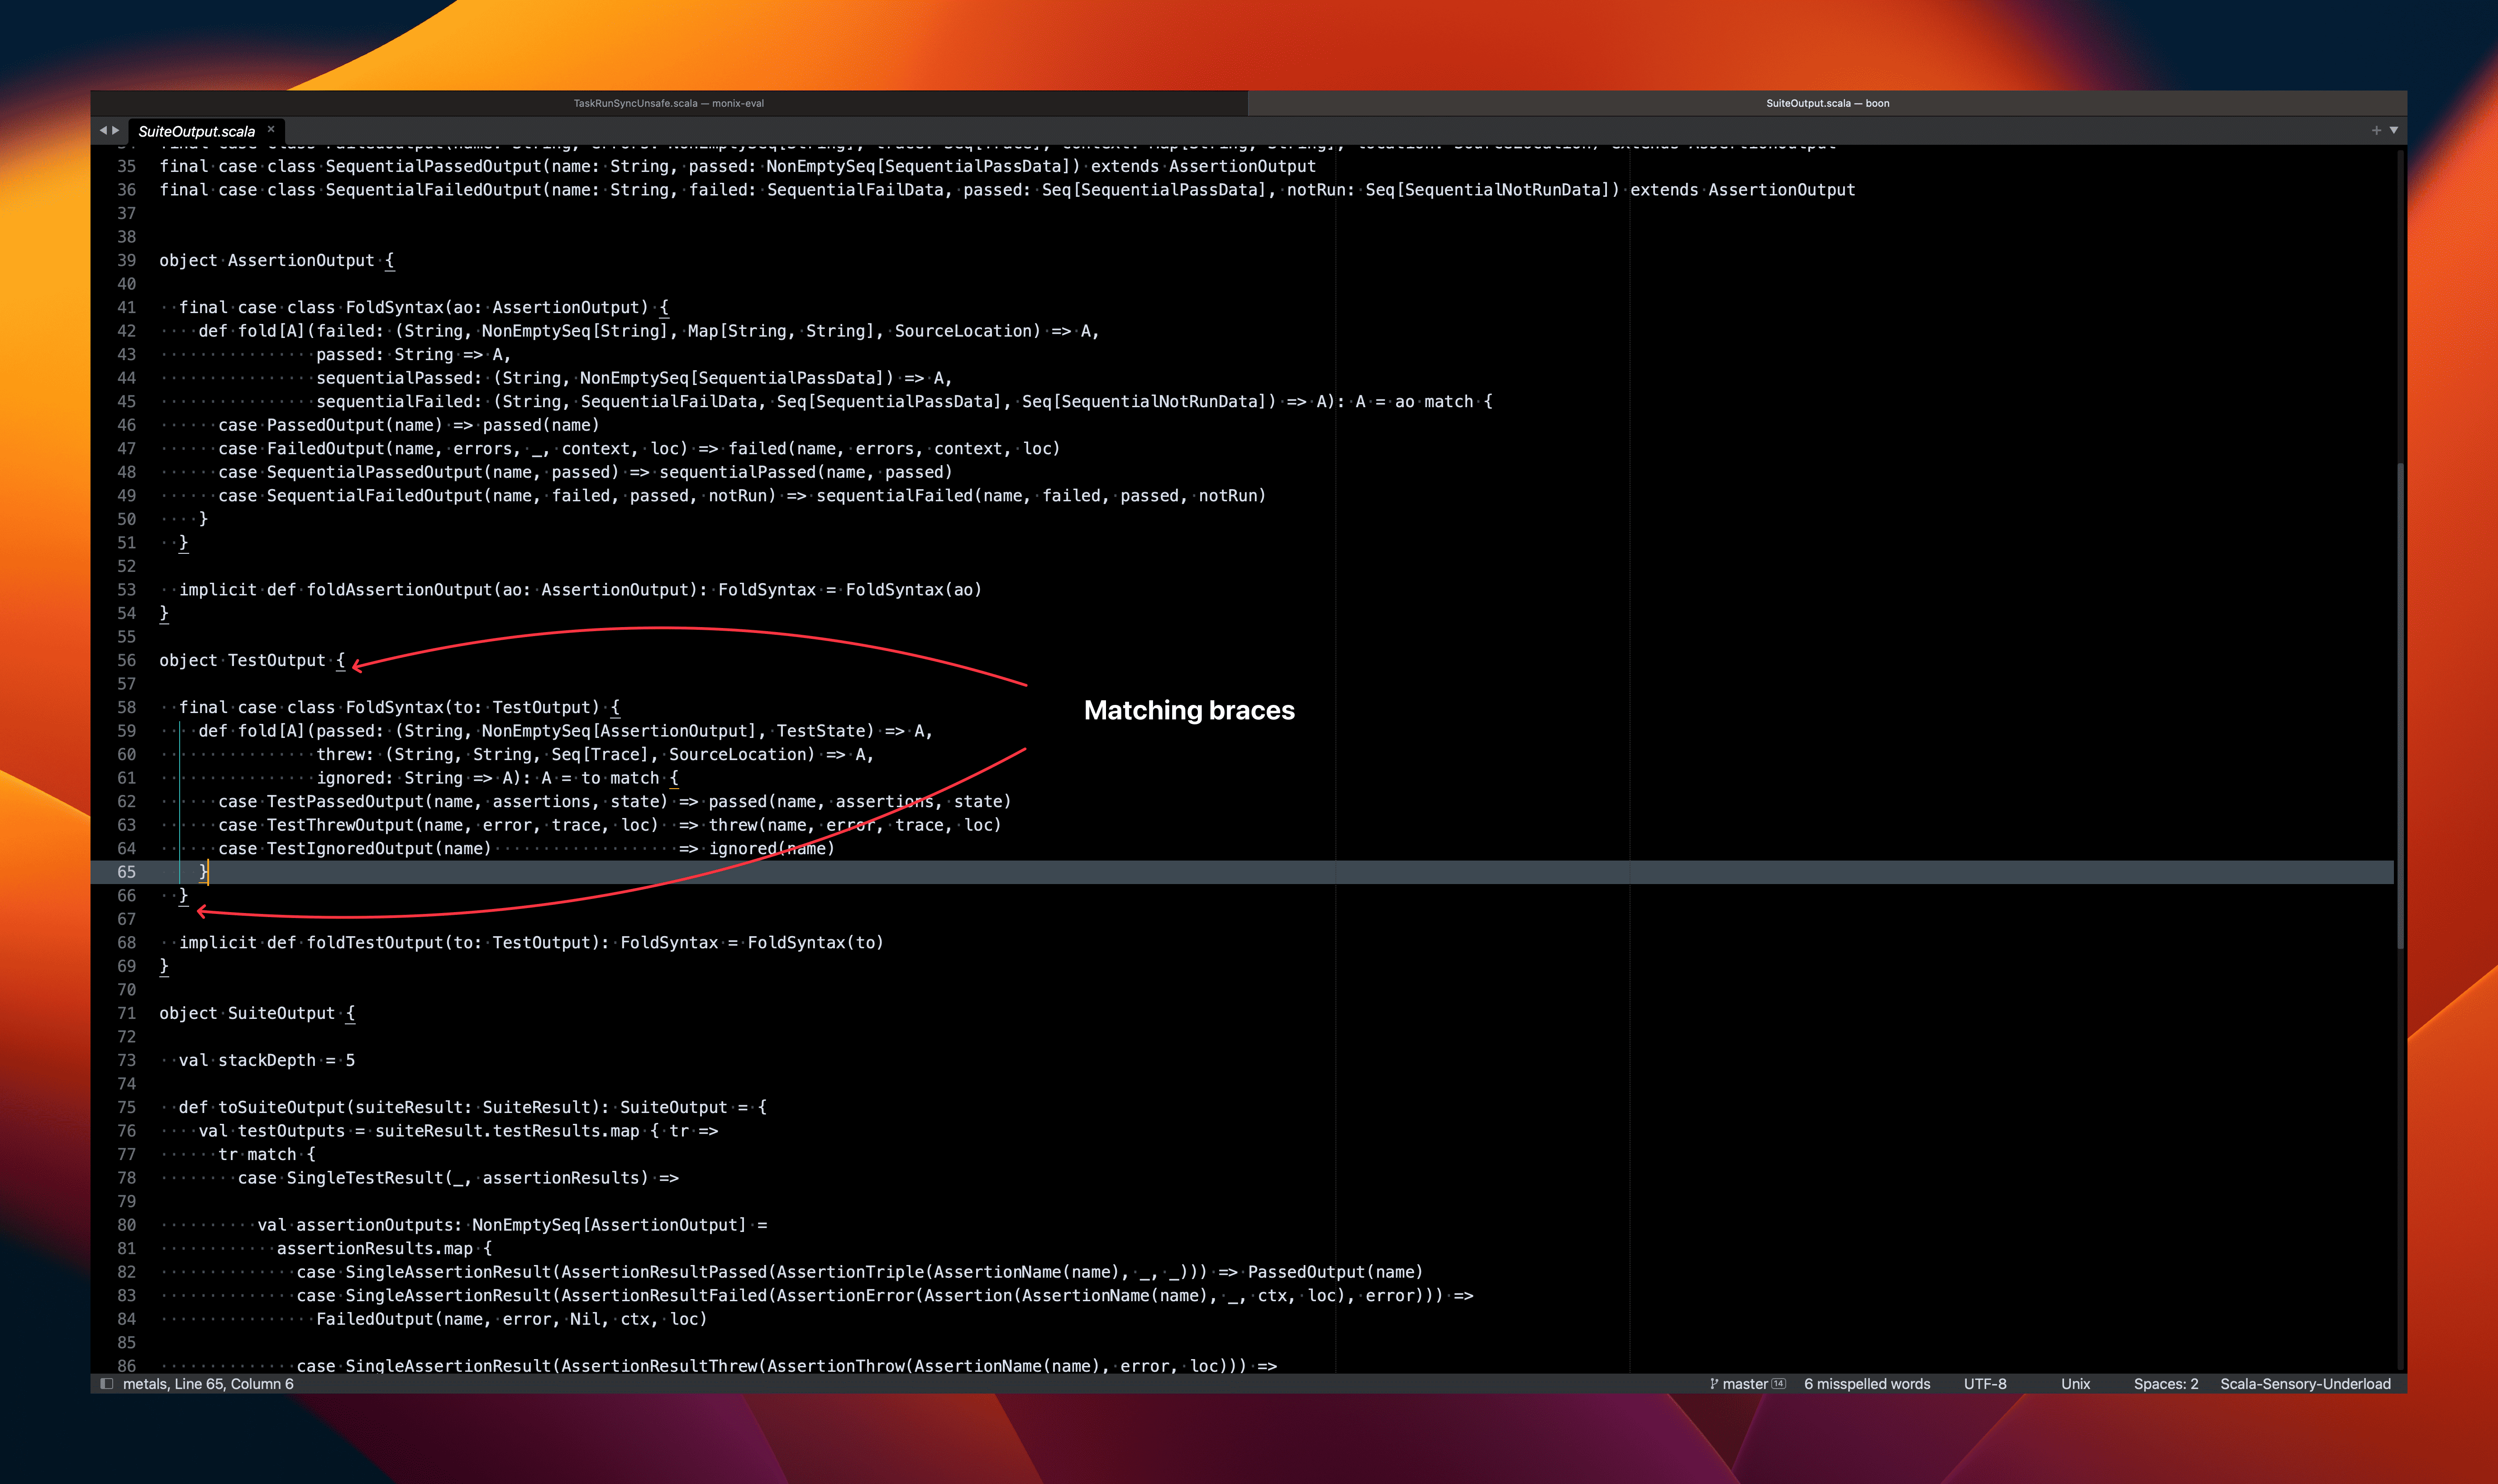 TaskRunSyncUnsafe.scala — monix-eval
SuiteOutput.scala — boon
SuiteOutput.scala
35 final case class SequentialPassedOutput(name: String, passed: NonEmptySeq[SequentialPassData]) extends AssertionOutput
36 final case class SequentialFailedOutput(name: String, failed: SequentialFailData, passed: Seq[SequentialPassData], notRun: Seq[SequentialNotRunData]) extends AssertionOutput
37
38
39 object AssertionOutput {
40
41 final case class FoldSyntax(ao: AssertionOutput) {
42 def fold[A](failed: (String, NonEmptySeq[String], Map[String, String], SourceLocation) => A,
43 passed: String => A,
44 sequentialPassed: (String, NonEmptySeq[SequentialPassData]) => A,
45 sequentialFailed: (String, SequentialFailData, Seq[SequentialPassData], Seq[SequentialNotRunData]) => A): A = ao match {
46 case PassedOutput(name) => passed(name)
47 case FailedOutput(name, errors, _, context, loc) => failed(name, errors, context, loc)
48 case SequentialPassedOutput(name, passed) => sequentialPassed(name, passed)
49 case SequentialFailedOutput(name, failed, passed, notRun) => sequentialFailed(name, failed, passed, notRun)
50 }
51 }
52
53 implicit def foldAssertionOutput(ao: AssertionOutput): FoldSyntax = FoldSyntax(ao)
54 }
55
56 object TestOutput {
57
58 final case class FoldSyntax(to: TestOutput) {
Matching braces
59 def fold[A](passed: (String, NonEmptySeq[AssertionOutput], TestState) => A,
60 threw: (String, String, Seq[Trace], SourceLocation) => A,
61 ignored: String => A): A = to match {
62 case TestPassedOutput(name, assertions, state) => passed(name, assertions, state)
63 case TestThrewOutput(name, error, trace, loc) => threw(name, error, trace, loc)
64 case TestIgnoredOutput(name) => ignored(name)
65 }
66 }
67
68 implicit def foldTestOutput(to: TestOutput): FoldSyntax = FoldSyntax(to)
69 }
70
71 object SuiteOutput {
72
73 val stackDepth = 5
74
75 def toSuiteOutput(suiteResult: SuiteResult): SuiteOutput = {
76 val testOutputs = suiteResult.testResults.map { tr =>
77 tr match {
78 case SingleTestResult(_, assertionResults) =>
79
80 val assertionOutputs: NonEmptySeq[AssertionOutput] =
81 assertionResults.map {
82 case SingleAssertionResult(AssertionResultPassed(AssertionTriple(AssertionName(name), _, _))) => PassedOutput(name)
83 case SingleAssertionResult(AssertionResultFailed(AssertionError(Assertion(AssertionName(name), _, ctx, loc), error))) =>
84 FailedOutput(name, error, Nil, ctx, loc)
85
86 case SingleAssertionResult(AssertionResultThrew(AssertionThrow(AssertionName(name), error, loc))) =>
metals, Line 65, Column 6
master 14
6 misspelled words
UTF-8
Unix
Spaces: 2
Scala-Sensory-Underload